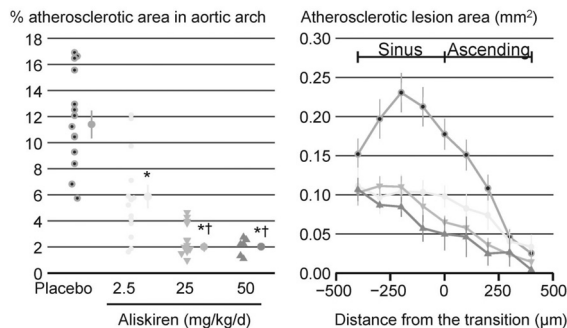 % atherosclerotic area in aortic arch
18
16
14
12
10
8
6
4
2
0
*
*†
*†
Placebo 2.5 25 50
Aliskiren (mg/kg/d)
Atherosclerotic lesion area (mm²)
0.30
0.25
0.20
0.15
0.10
0.05
0.00
Sinus Ascending
−500 −250 0 250 500
Distance from the transition (µm)